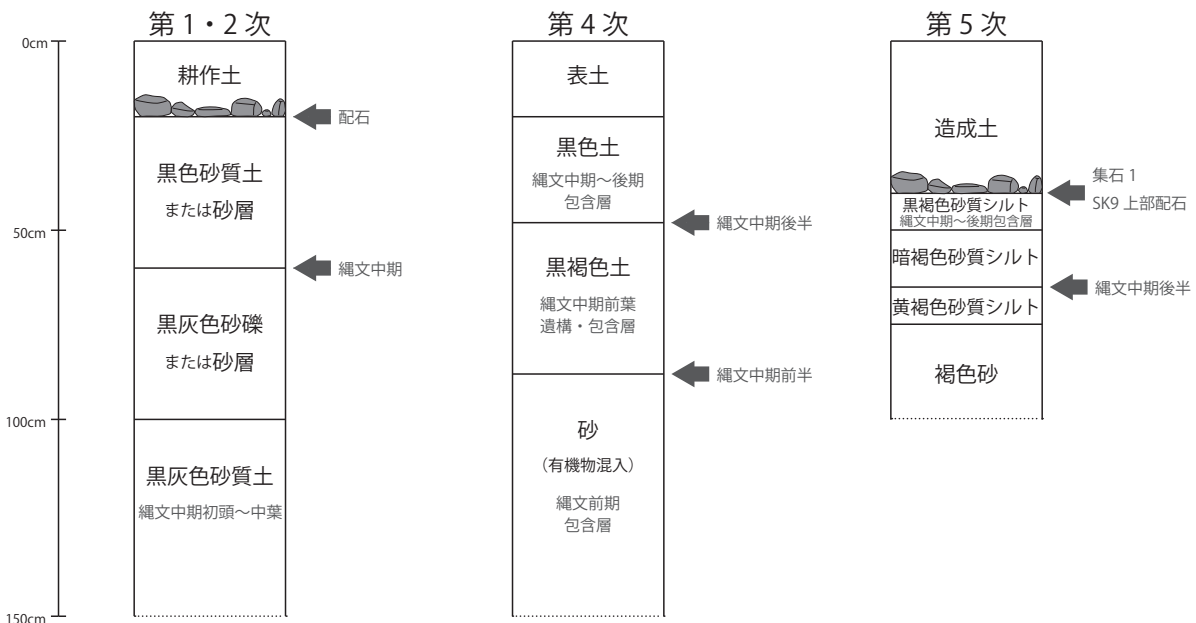 第1・2次
第4次
第5次
0cm
50cm
100cm
150cm
耕作土
配石
黒色砂質土
または砂層
縄文中期
黒灰色砂礫
または砂層
黒灰色砂質土
縄文中期初頭～中葉
表土
黒色土
縄文中期～後期
包含層
縄文中期後半
黒褐色土
縄文中期前葉
遺構・包含層
縄文中期前半
砂
（有機物混入）
縄文前期
包含層
造成土
集石1
SK9上部配石
黒褐色砂質シルト
縄文中期～後期包含層
暗褐色砂質シルト
縄文中期後半
黄褐色砂質シルト
褐色砂